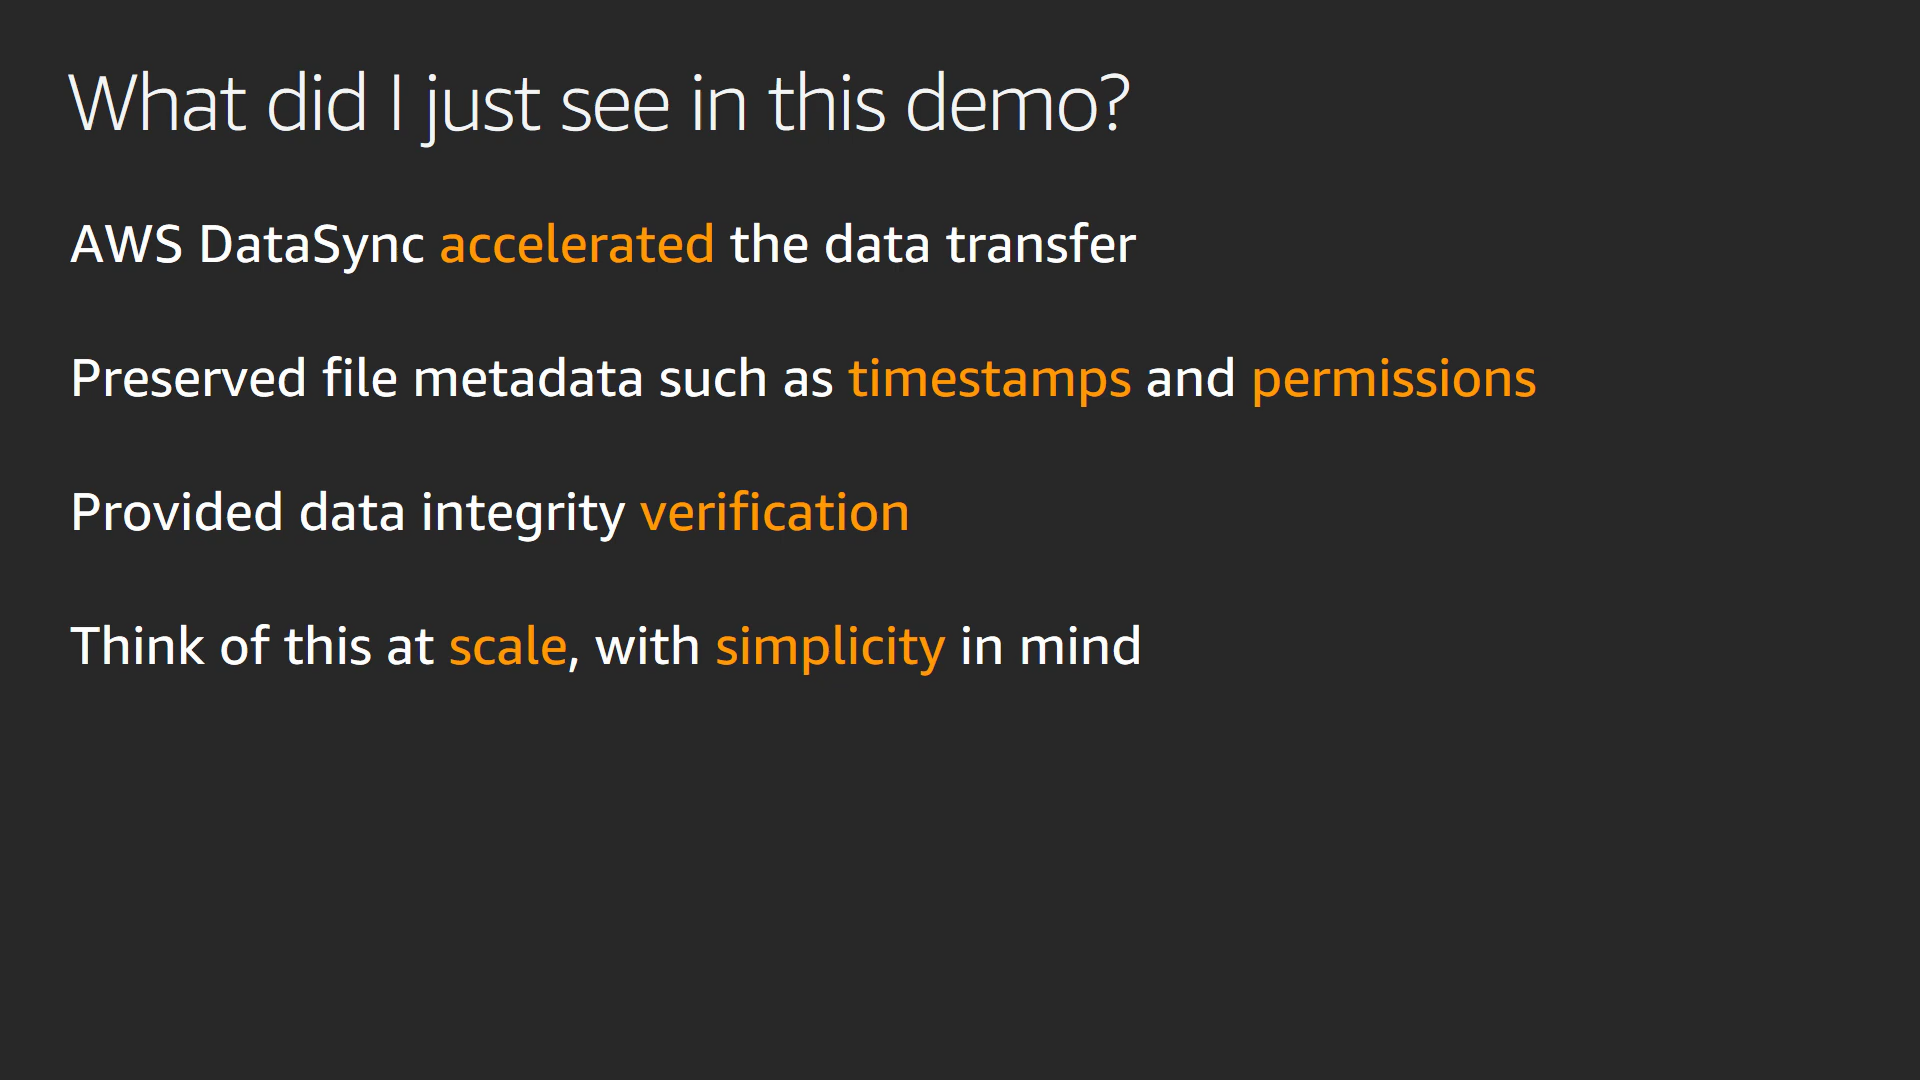 What did I just see in this demo?
AWS DataSync accelerated the data transfer
Preserved file metadata such as timestamps and permissions
Provided data integrity verification
Think of this at scale, with simplicity in mind